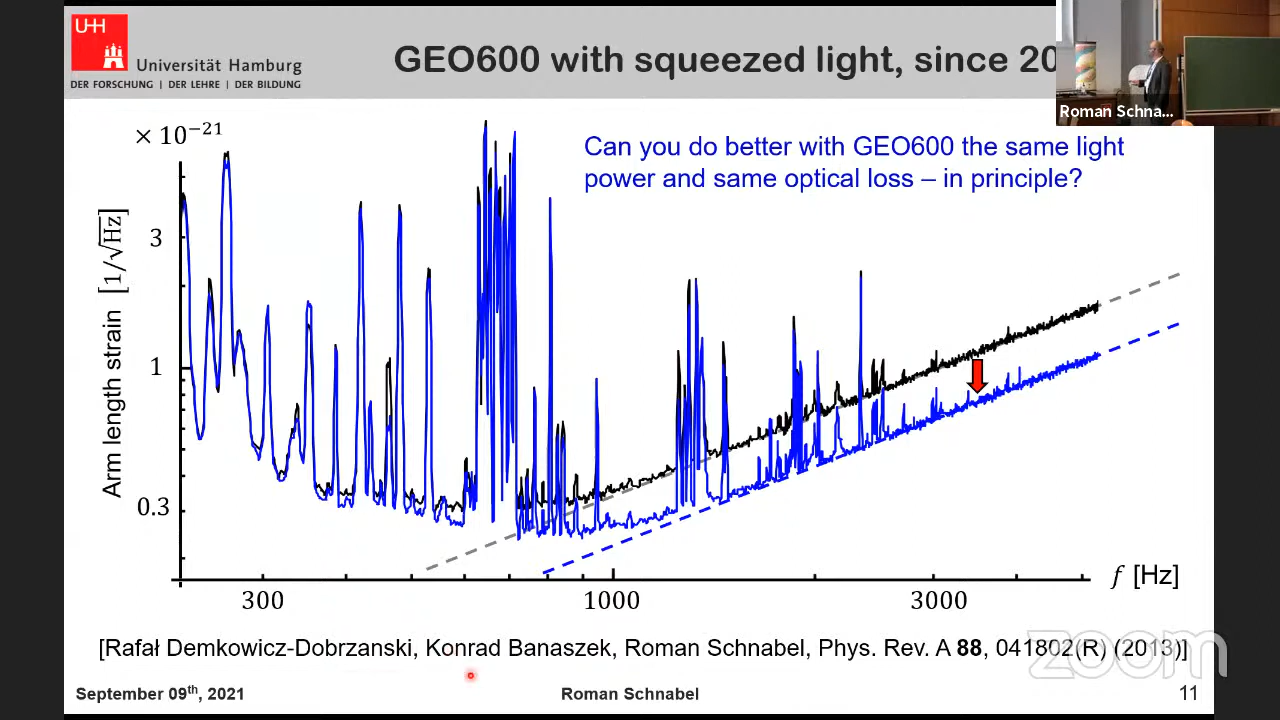 UH
Universität Hamburg
DER FORSCHUNG | DER LEHRE | DER BILDUNG
GEO600 with squeezed light, since 20
Roman Schna...
× 10⁻²¹
Can you do better with GEO600 the same light
power and same optical loss – in principle?
Arm length strain [1/√Hz]
3
1
0.3
300
1000
3000
f [Hz]
[Rafał Demkowicz-Dobrzanski, Konrad Banaszek, Roman Schnabel, Phys. Rev. A 88, 041802(R) (2013)]
zoom
September 09th, 2021
Roman Schnabel
11